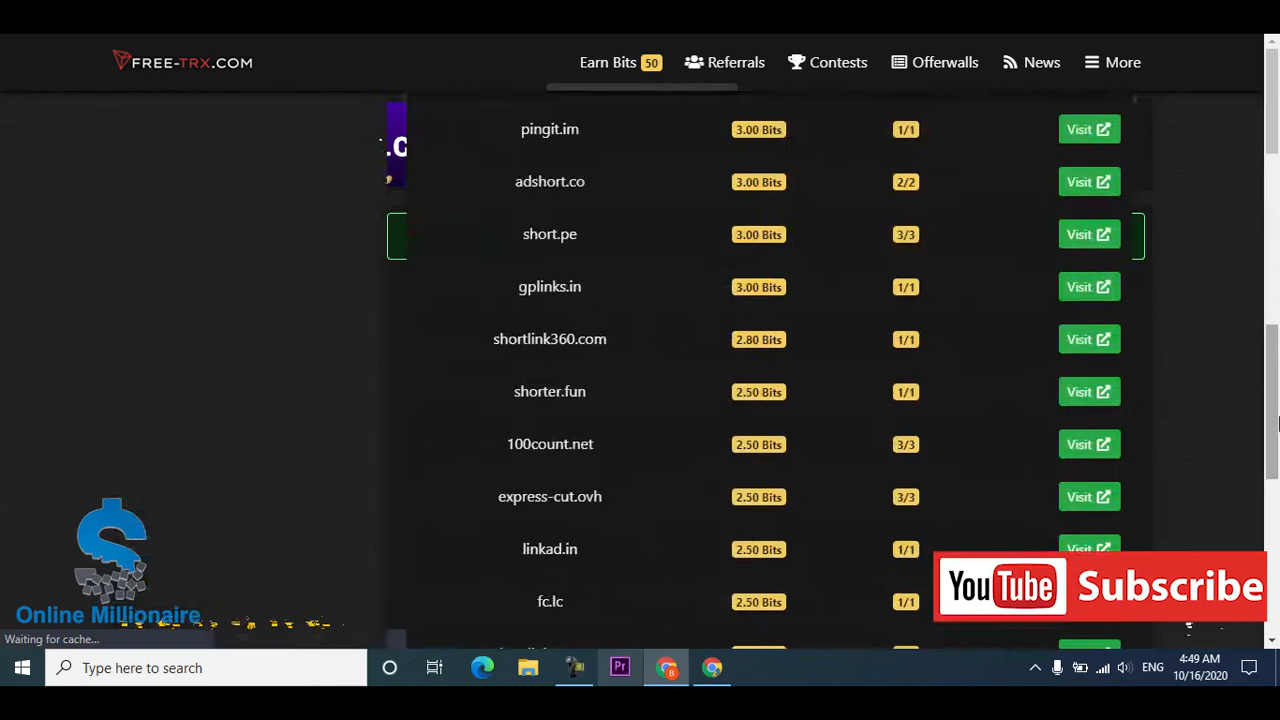 FREE-TRX.COM
Earn Bits 50 Referrals Contests Offerwalls News More
.C
pingit.im 3.00 Bits 1/1 Visit
adshort.co 3.00 Bits 2/2 Visit
short.pe 3.00 Bits 3/3 Visit
gplinks.in 3.00 Bits 1/1 Visit
shortlink360.com 2.80 Bits 1/1 Visit
shorter.fun 2.50 Bits 1/1 Visit
100count.net 2.50 Bits 3/3 Visit
express-cut.ovh 2.50 Bits 3/3 Visit
linkad.in 2.50 Bits 1/1 Visit
fc.lc 2.50 Bits 1/1
YouTube Subscribe
Online Millionaire
Waiting for cache...
Type here to search
Pr
B
ENG
4:49 AM
10/16/2020